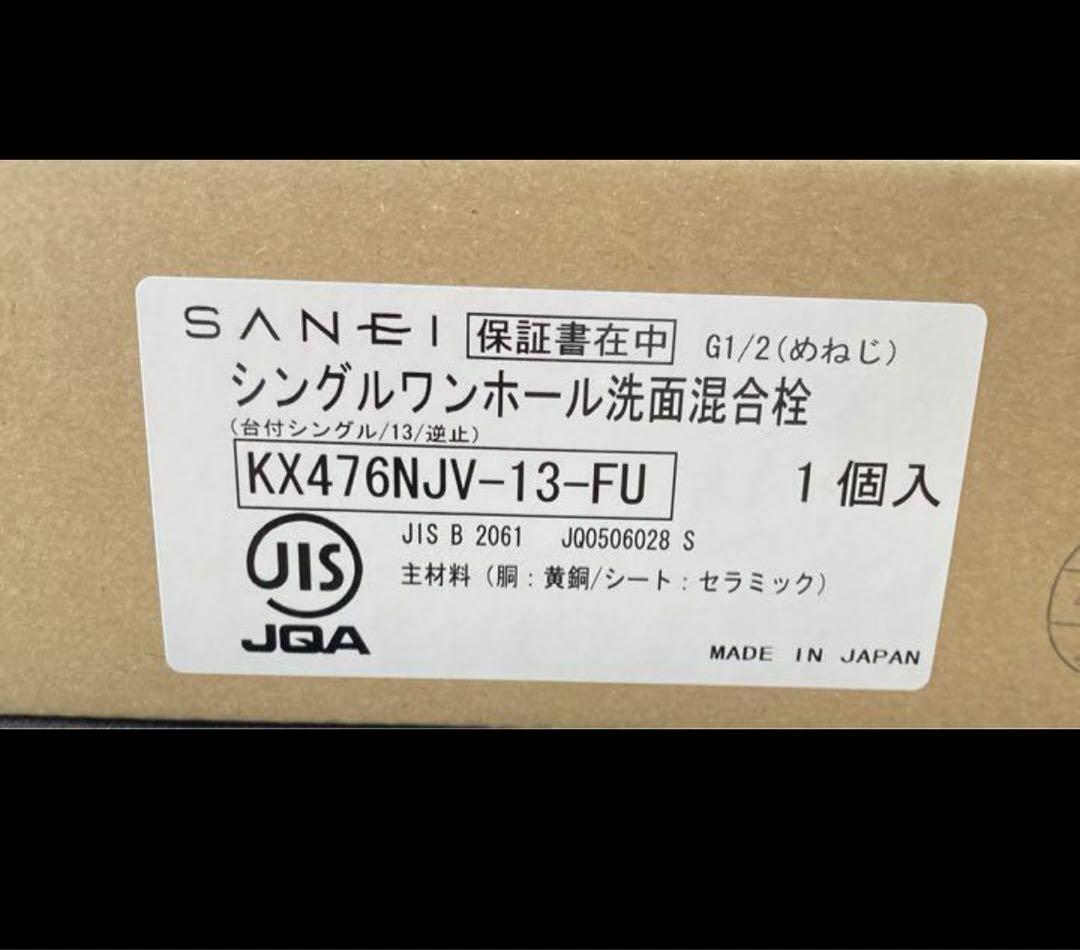 SANEI 保証書在中 G1/2(めねじ)
シングルワンホール洗面混合栓
(台付シングル/13/逆止)
KX476NJV-13-FU 1個入
JIS B 2061 JQ0506028 S
主材料(胴:黄銅/シート:セラミック)
JIS
JQA
MADE IN JAPAN